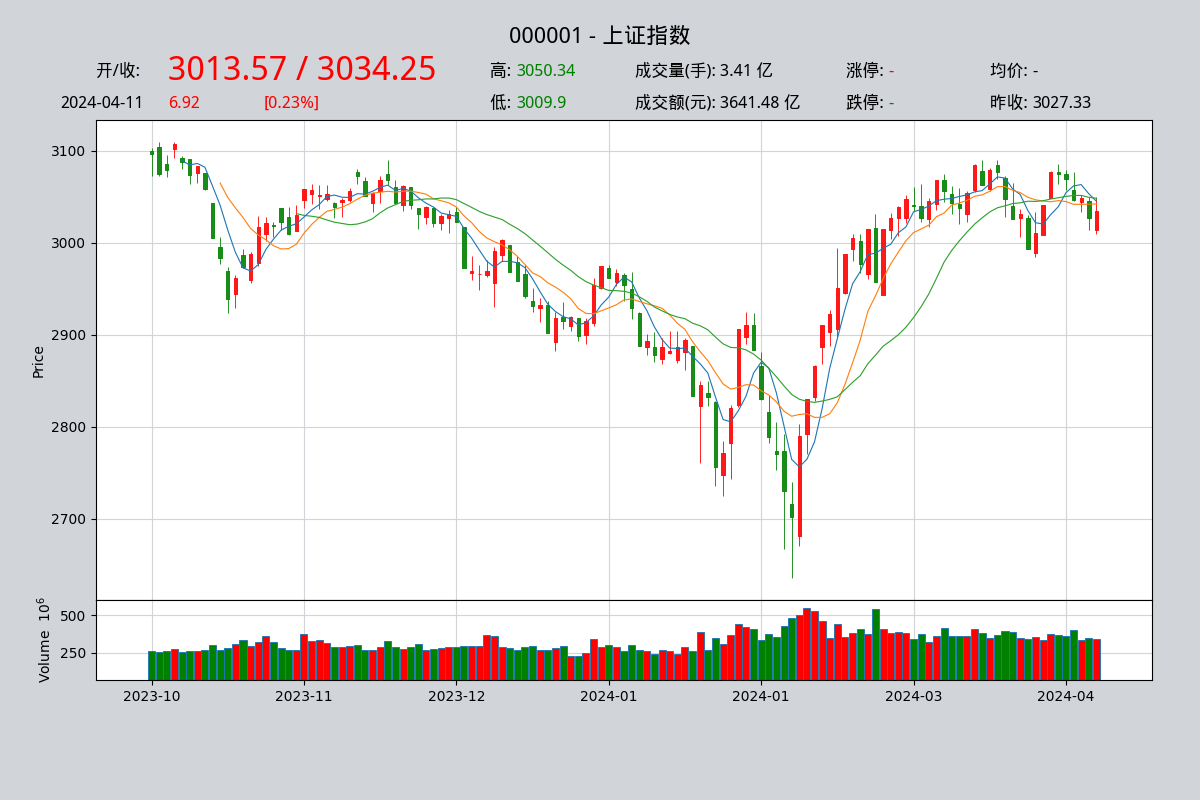 000001 - 上证指数
开/收: 3013.57 / 3034.25 高: 3050.34 成交量(手): 3.41 亿 涨停: - 均价: -
2024-04-11 6.92 [0.23%] 低: 3009.9 成交额(元): 3641.48 亿 跌停: - 昨收: 3027.33
3100
3000
2900
2800
2700
Price
500
250
Volume 10⁶
2023-10 2023-11 2023-12 2024-01 2024-01 2024-03 2024-04